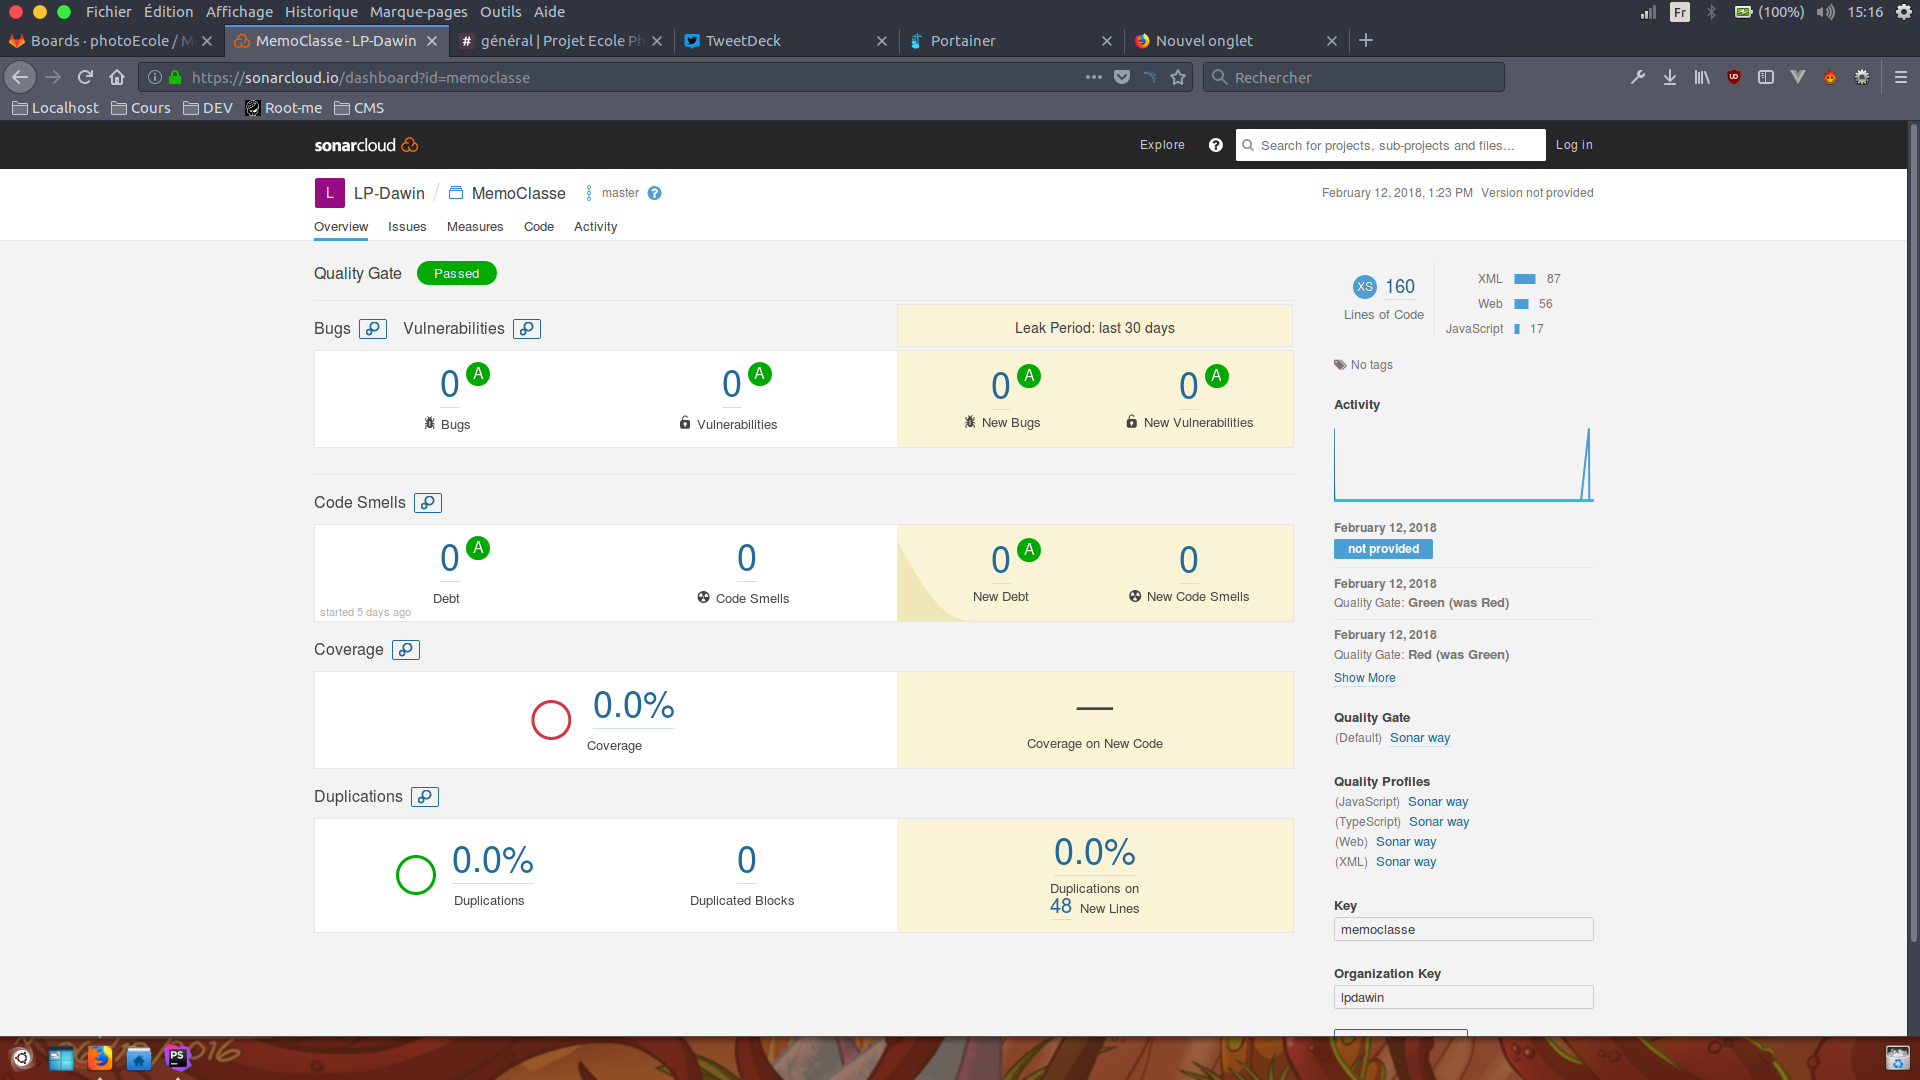 Fichier Édition Affichage Historique Marque-pages Outils Aide Fr (100%) 15:16
Boards · photoEcole / M MemoClasse - LP-Dawin # général | Projet Ecole Ph TweetDeck Portainer Nouvel onglet
https://sonarcloud.io/dashboard?id=memoclasse Rechercher
Localhost Cours DEV Root-me CMS
sonarcloud Explore ? Search for projects, sub-projects and files... Log in
L LP-Dawin / MemoClasse master ? February 12, 2018, 1:23 PM Version not provided
Overview Issues Measures Code Activity
Quality Gate Passed
Bugs Vulnerabilities Leak Period: last 30 days
0 A 0 A 0 A 0 A
Bugs Vulnerabilities New Bugs New Vulnerabilities
Code Smells
0 A 0 0 A 0
Debt Code Smells New Debt New Code Smells
started 5 days ago
Coverage
0.0% —
Coverage Coverage on New Code
Duplications
0.0% 0 0.0%
Duplications Duplicated Blocks Duplications on
48 New Lines
XS 160
Lines of Code
XML 87
Web 56
JavaScript 17
No tags
Activity
February 12, 2018
not provided
February 12, 2018
Quality Gate: Green (was Red)
February 12, 2018
Quality Gate: Red (was Green)
Show More
Quality Gate
(Default) Sonar way
Quality Profiles
(JavaScript) Sonar way
(TypeScript) Sonar way
(Web) Sonar way
(XML) Sonar way
Key
memoclasse
Organization Key
lpdawin
PS